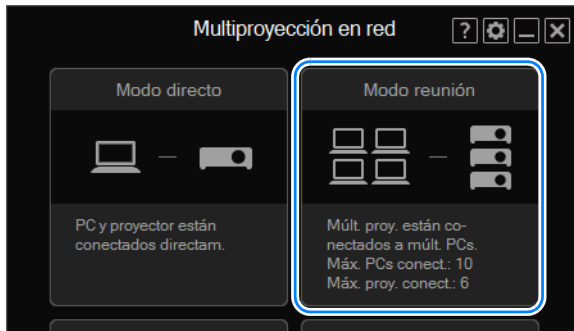 Multiproyección en red
?
Modo directo
PC y proyector están
conectados directam.
Modo reunión
Múlt. proy. están co-
nectados a múlt. PCs.
Máx. PCs conect.: 10
Máx. proy. conect.: 6